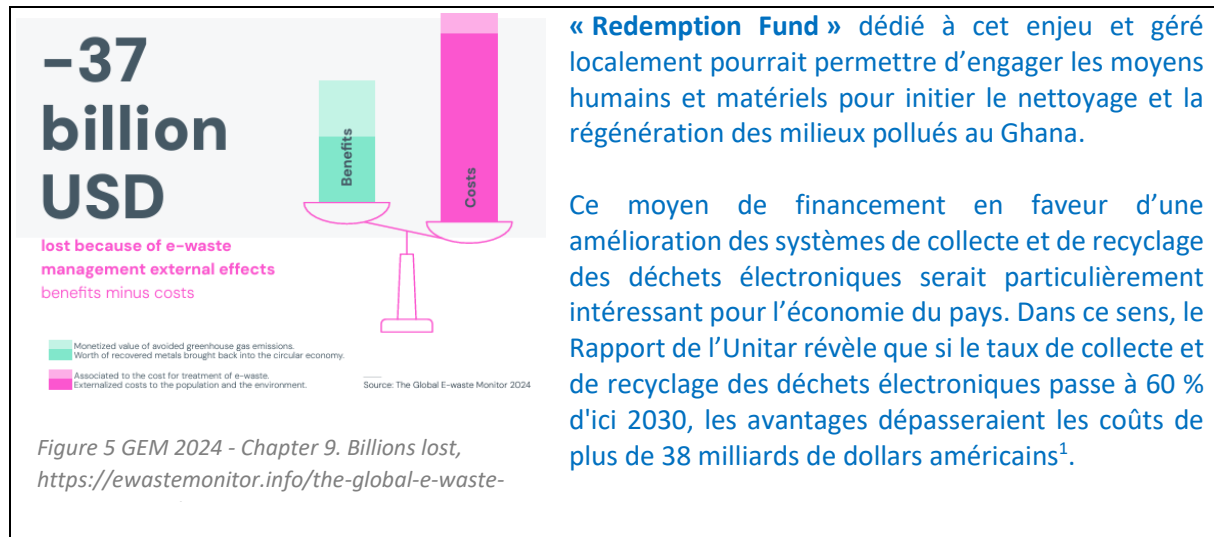 -37
billion
USD
lost because of e-waste
management external effects
benefits minus costs
Benefits
Costs
Monetized value of avoided greenhouse gas emissions.
Worth of recovered metals brought back into the circular economy.
Associated to the cost for treatment of e-waste.
Externalized costs to the population and the environment.
Source: The Global E-waste Monitor 2024
Figure 5 GEM 2024 - Chapter 9. Billions lost,
https://ewastemonitor.info/the-global-e-waste-
« Redemption Fund » dédié à cet enjeu et géré
localement pourrait permettre d’engager les moyens
humains et matériels pour initier le nettoyage et la
régénération des milieux pollués au Ghana.
Ce moyen de financement en faveur d’une
amélioration des systèmes de collecte et de recyclage
des déchets électroniques serait particulièrement
intéressant pour l’économie du pays. Dans ce sens, le
Rapport de l’Unitar révèle que si le taux de collecte et
de recyclage des déchets électroniques passe à 60 %
d'ici 2030, les avantages dépasseraient les coûts de
plus de 38 milliards de dollars américains¹.